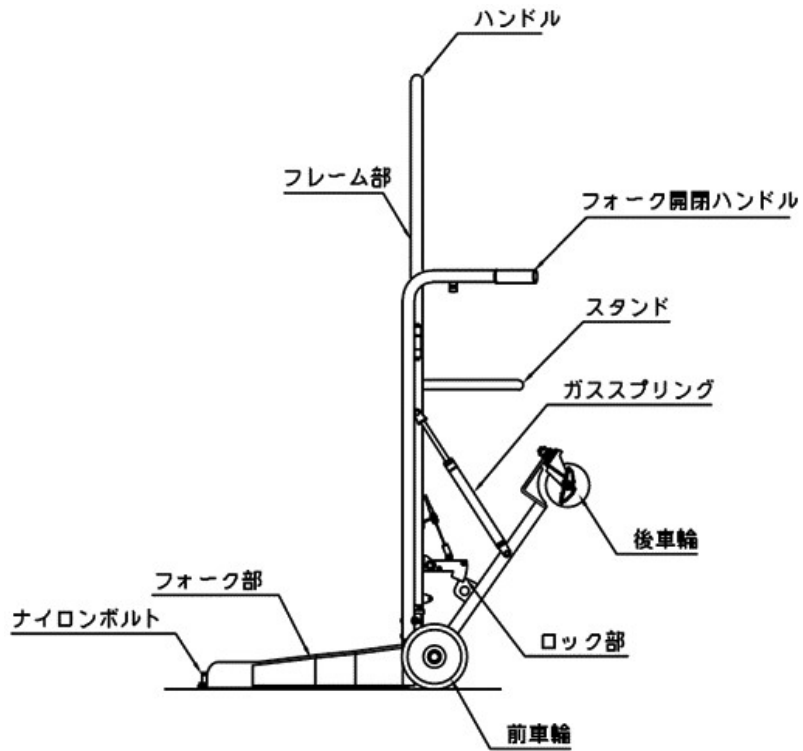 ハンドル
フレーム部
フォーク開閉ハンドル
スタンド
ガススプリング
後車輪
フォーク部
ナイロンボルト
ロック部
前車輪